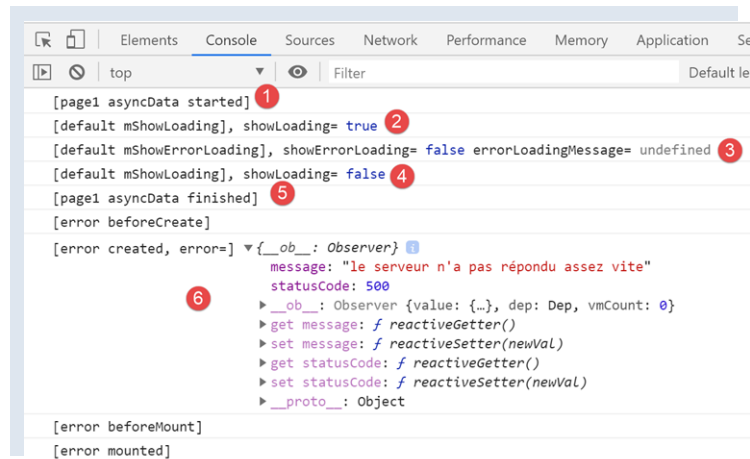 Elements Console Sources Network Performance Memory Application Se
top Filter Default le
[page1 asyncData started] 1
[default mShowLoading], showLoading= true 2
[default mShowErrorLoading], showErrorLoading= false errorLoadingMessage= undefined 3
[default mShowLoading], showLoading= false 4
[page1 asyncData finished] 5
[error beforeCreate]
[error created, error=] ▼{__ob__: Observer} i
message: "le serveur n'a pas répondu assez vite"
statusCode: 500
6 ▶__ob__: Observer {value: {…}, dep: Dep, vmCount: 0}
▶get message: ƒ reactiveGetter()
▶set message: ƒ reactiveSetter(newVal)
▶get statusCode: ƒ reactiveGetter()
▶set statusCode: ƒ reactiveSetter(newVal)
▶__proto__: Object
[error beforeMount]
[error mounted]